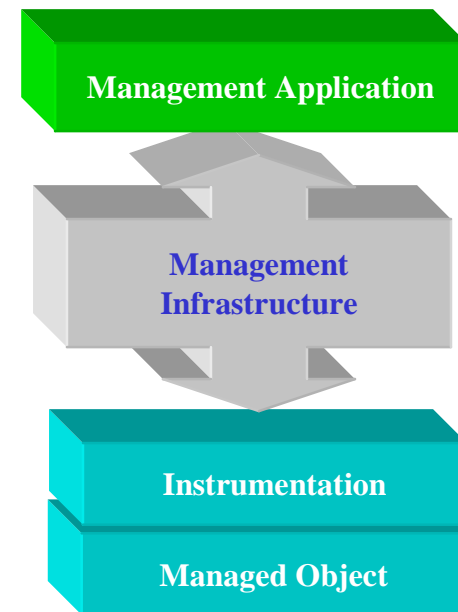 Management Application
Management
Infrastructure
Instrumentation
Managed Object